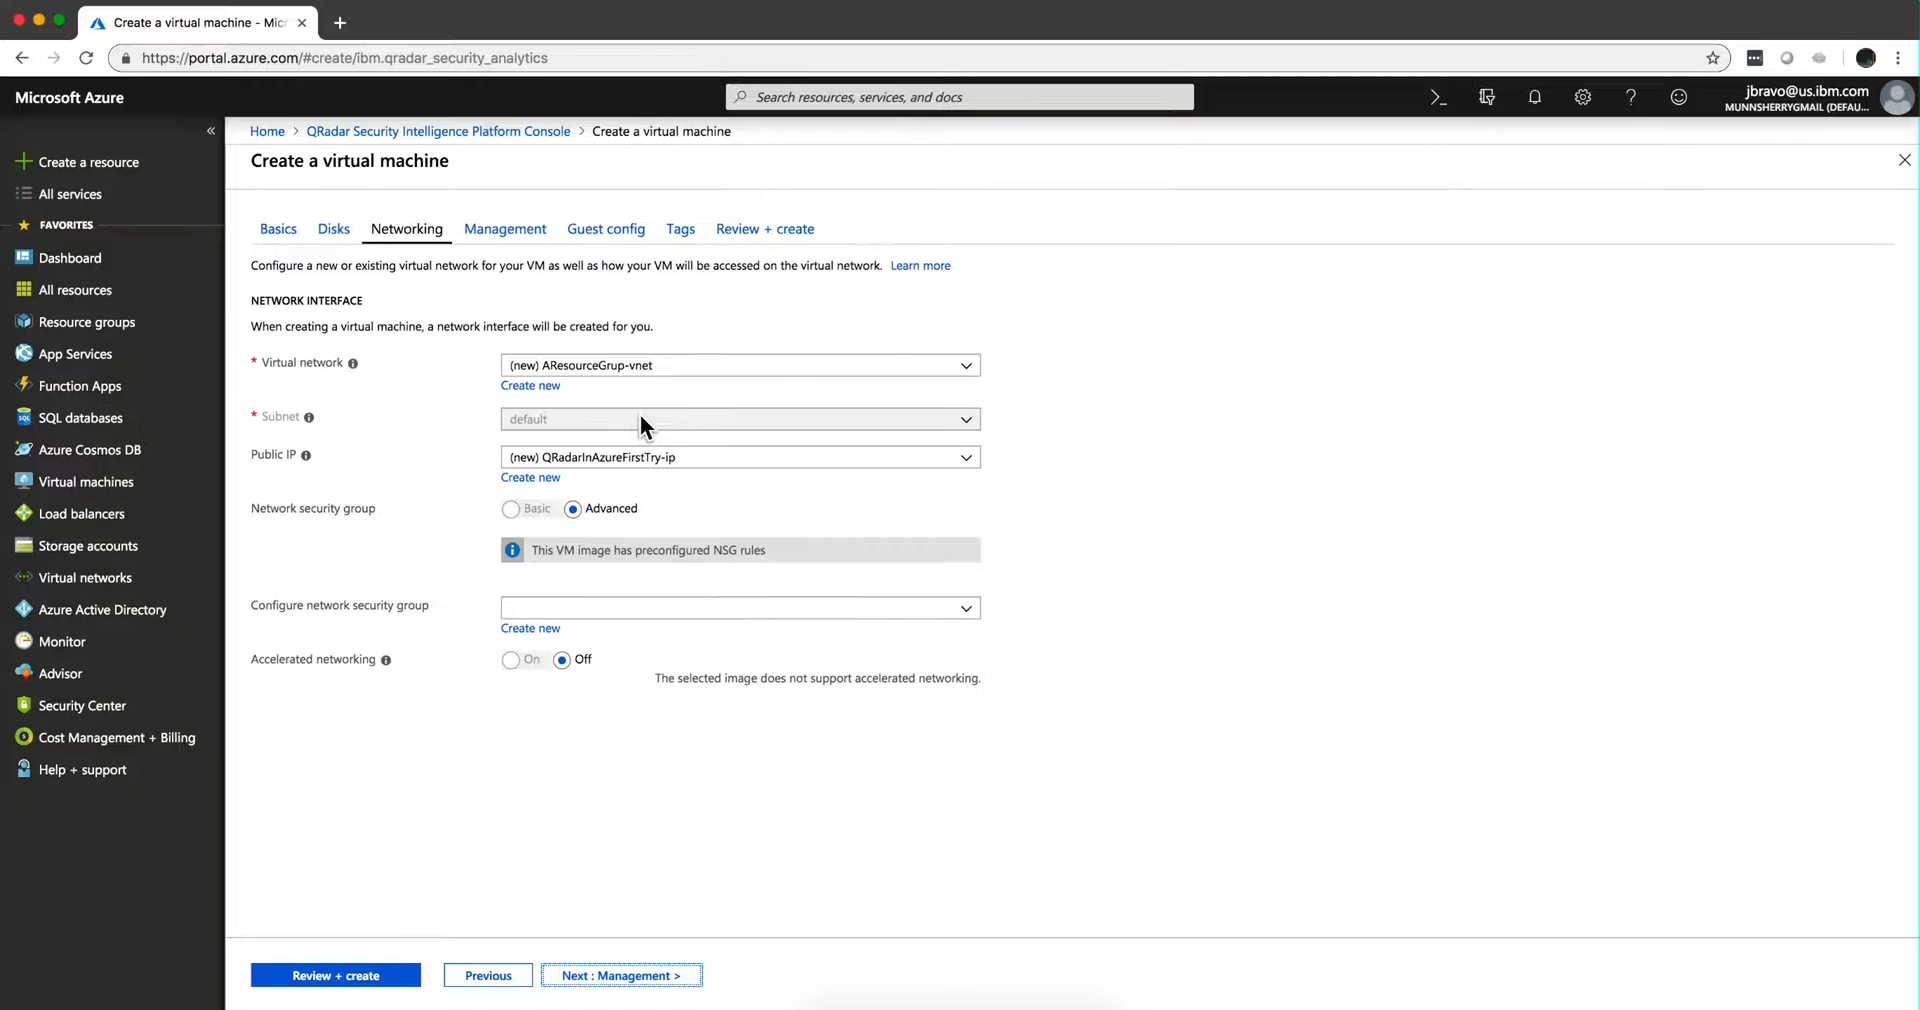 Create a virtual machine - Micr
https://portal.azure.com/#create/ibm.qradar_security_analytics
Microsoft Azure
Search resources, services, and docs
jbravo@us.ibm.com
MUNNSHERRYGMAIL (DEFAU...
Home > QRadar Security Intelligence Platform Console > Create a virtual machine
Create a virtual machine
Create a resource
All services
FAVORITES
Dashboard
All resources
Resource groups
App Services
Function Apps
SQL databases
Azure Cosmos DB
Virtual machines
Load balancers
Storage accounts
Virtual networks
Azure Active Directory
Monitor
Advisor
Security Center
Cost Management + Billing
Help + support
Basics Disks Networking Management Guest config Tags Review + create
Configure a new or existing virtual network for your VM as well as how your VM will be accessed on the virtual network. Learn more
NETWORK INTERFACE
When creating a virtual machine, a network interface will be created for you.
* Virtual network (new) AResourceGrup-vnet
Create new
* Subnet default
Public IP (new) QRadarInAzureFirstTry-ip
Create new
Network security group Basic Advanced
This VM image has preconfigured NSG rules
Configure network security group
Create new
Accelerated networking On Off
The selected image does not support accelerated networking.
Review + create Previous Next : Management >